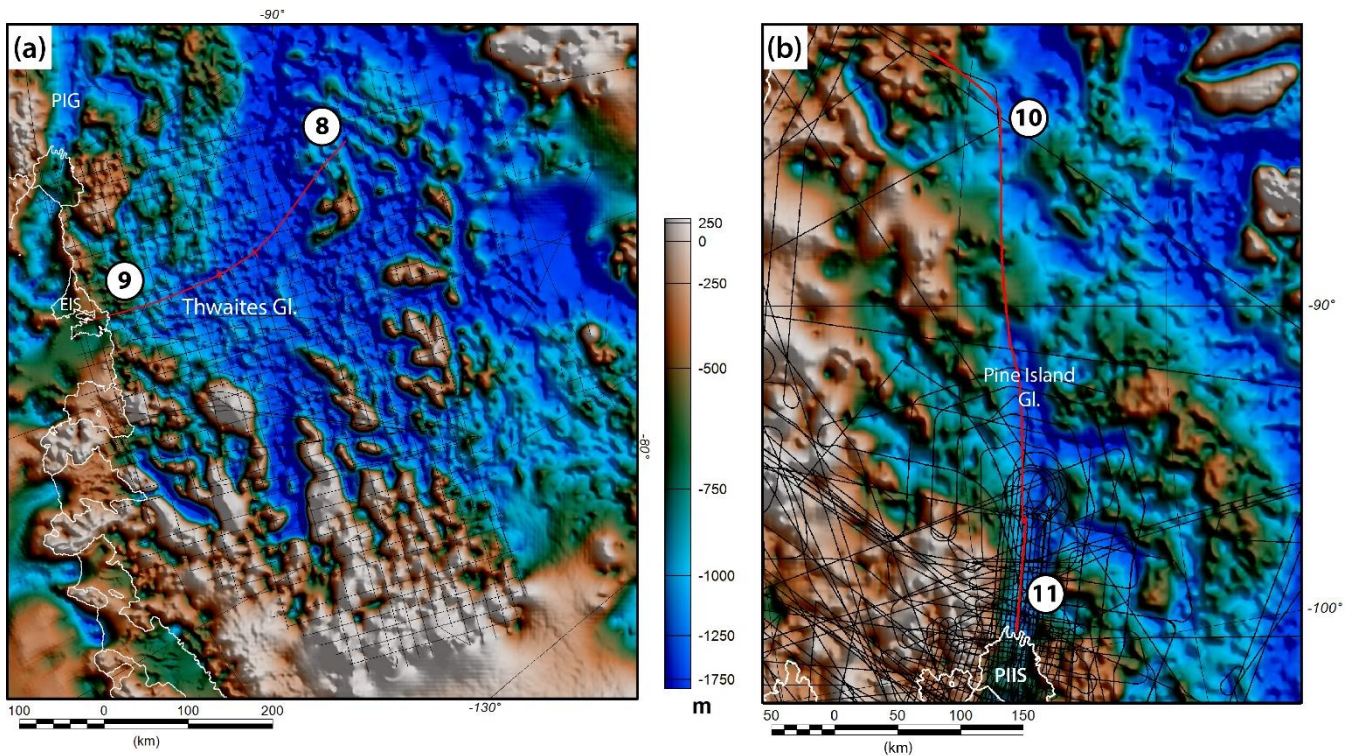 -90°
(a)
PIG
8
9
EIS
Thwaites Gl.
-80°
-130°
100 0 100 200
(km)
250
0
-250
-500
-750
-1000
-1250
-1750
m
(b)
10
-90°
Pine Island
Gl.
11
-100°
PIIS
50 0 50 100 150
(km)